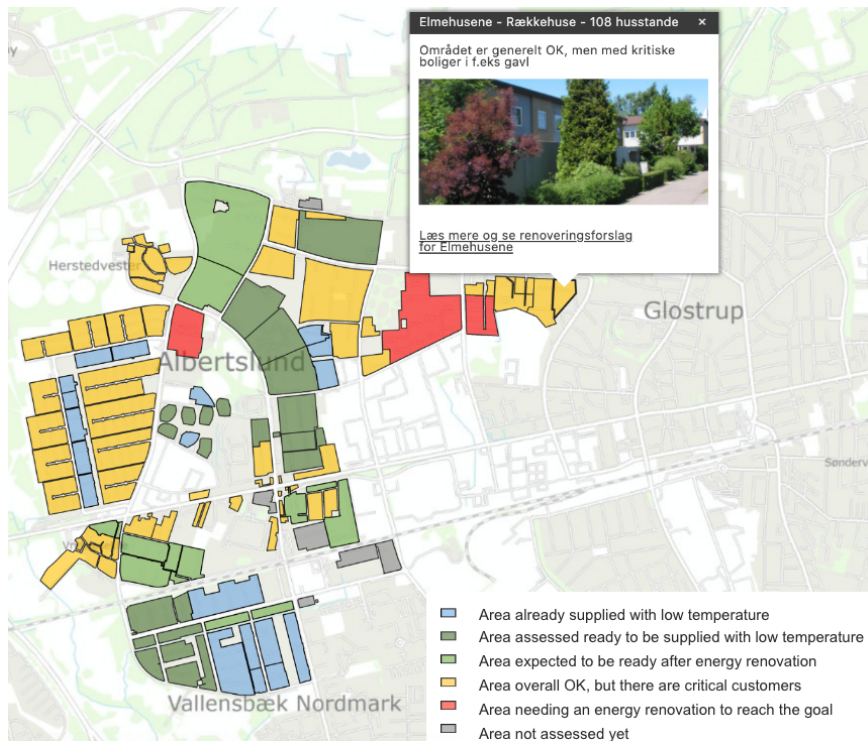 Elmehusene - Rækkehuse - 108 husstande ×
Området er generelt OK, men med kritiske
boliger i f.eks gavl
Læs mere og se renoveringsforslag
for Elmehusene
Herstedvester
Glostrup
Albertslund
Vallensbæk Nordmark
Area already supplied with low temperature
Area assessed ready to be supplied with low temperature
Area expected to be ready after energy renovation
Area overall OK, but there are critical customers
Area needing an energy renovation to reach the goal
Area not assessed yet